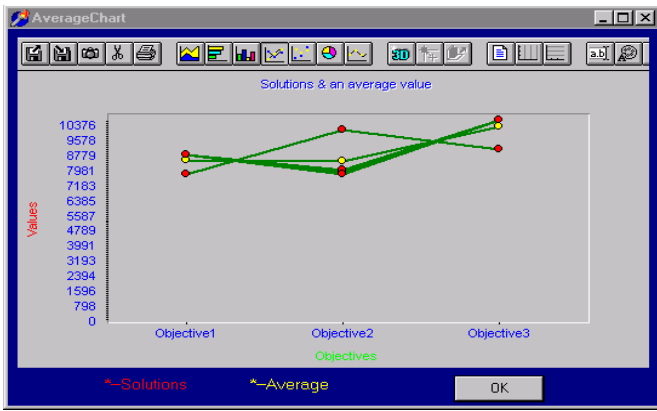 AverageChart
3D
a.b
Solutions & an average value
10376
9578
8779
7981
7183
6385
5587
4789
3991
3193
2394
1596
798
0
Values
Objective1 Objective2 Objective3
Objectives
*–Solutions *–Average OK